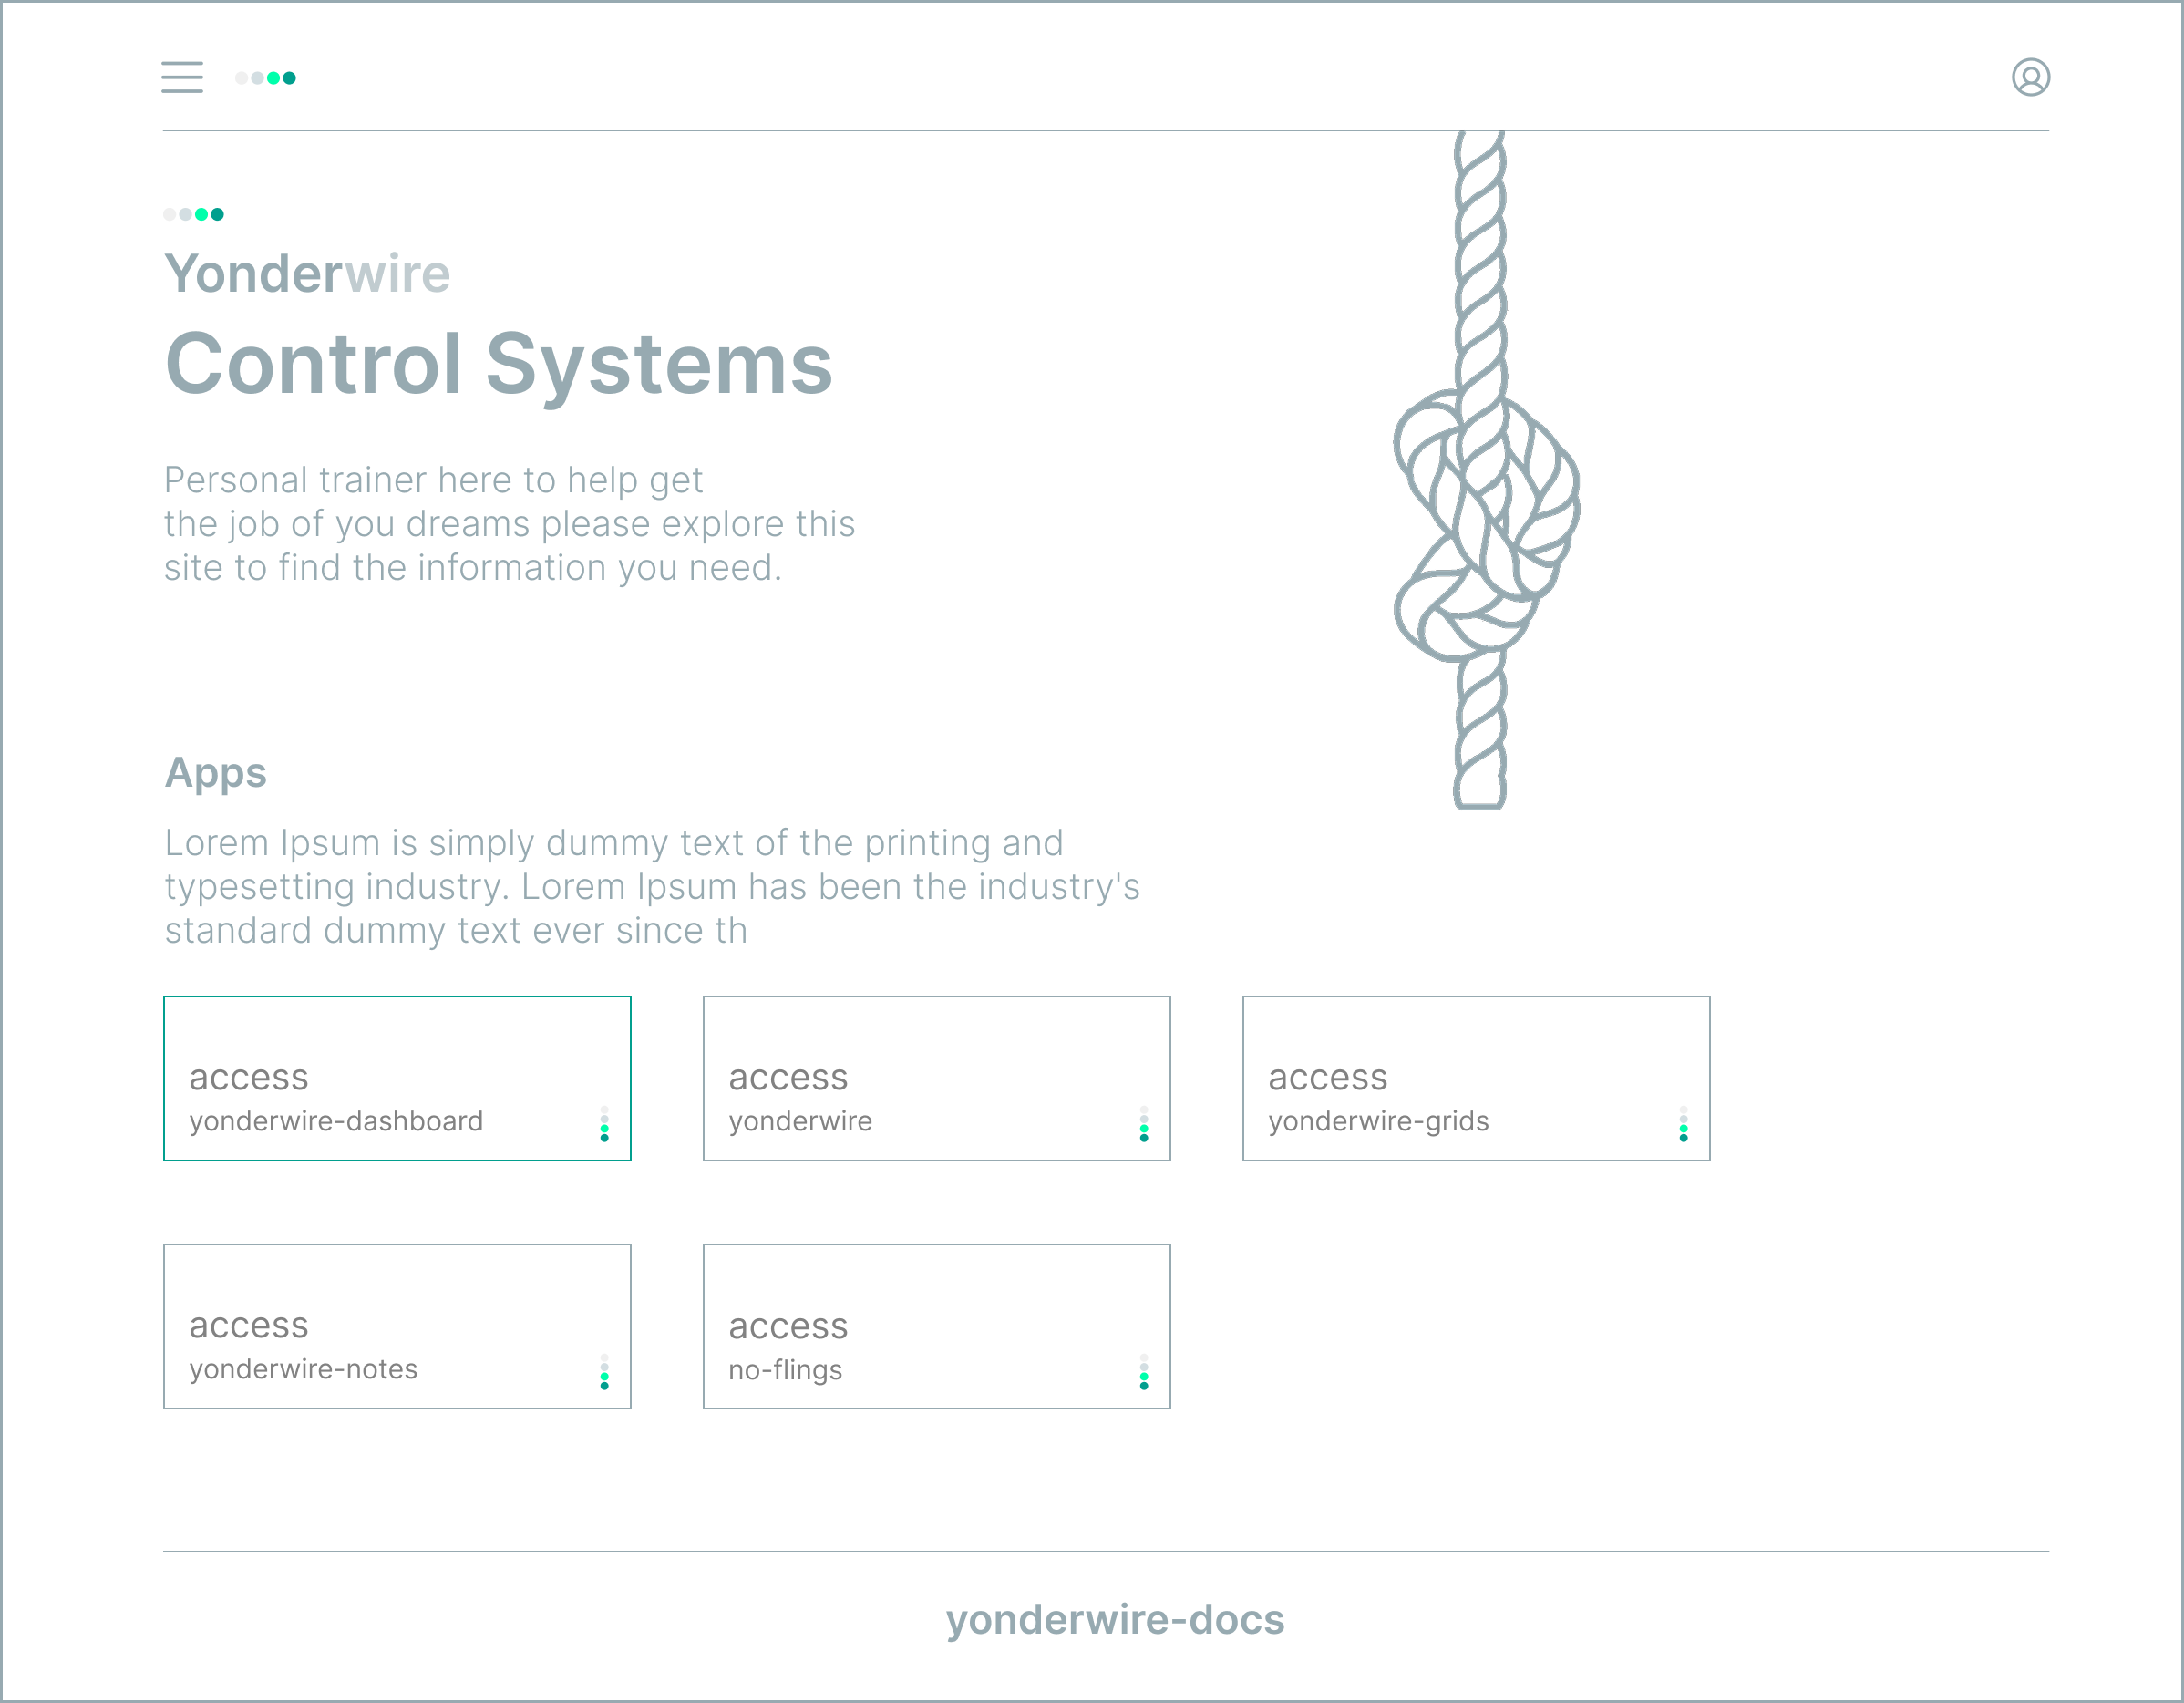 Yonderwire
Control Systems
Personal trainer here to help get
the job of you dreams please explore this
site to find the information you need.
Apps
Lorem Ipsum is simply dummy text of the printing and
typesetting industry. Lorem Ipsum has been the industry's
standard dummy text ever since th
access
yonderwire-dashboard
access
yonderwire
access
yonderwire-grids
access
yonderwire-notes
access
no-flings
yonderwire-docs